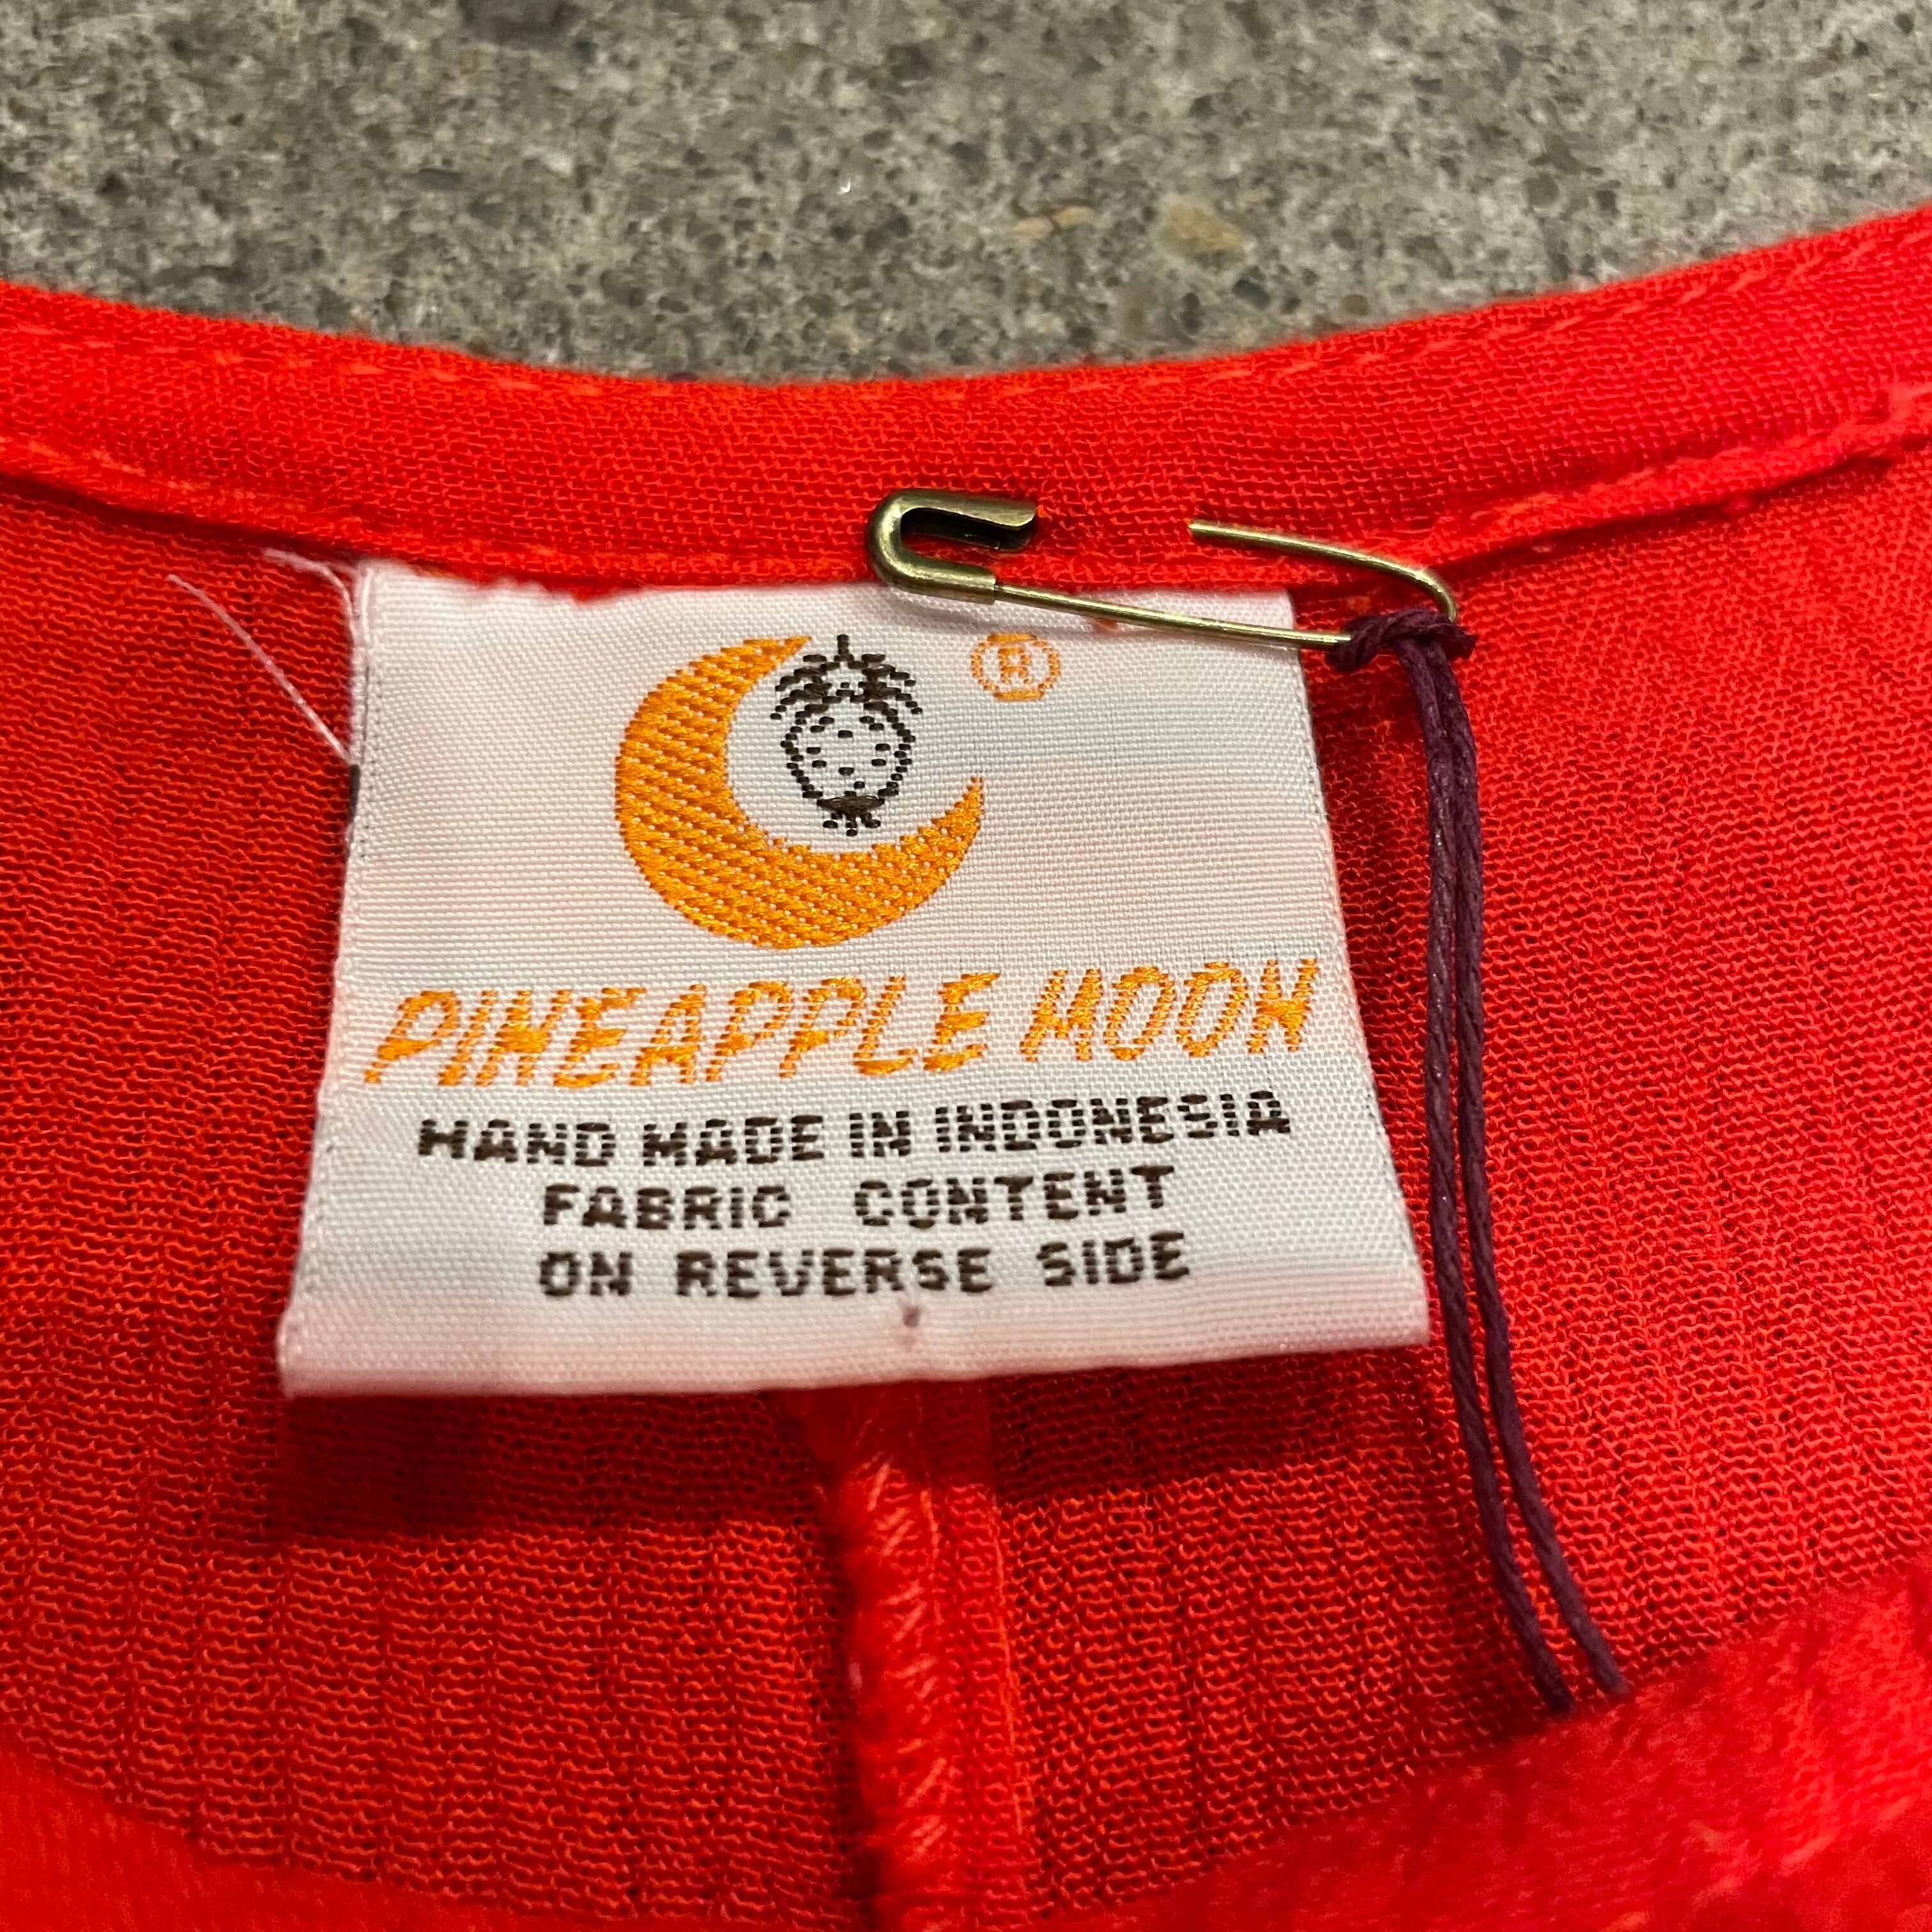 ®
PINEAPPLE MOON
HAND MADE IN INDONESIA
FABRIC CONTENT
ON REVERSE SIDE